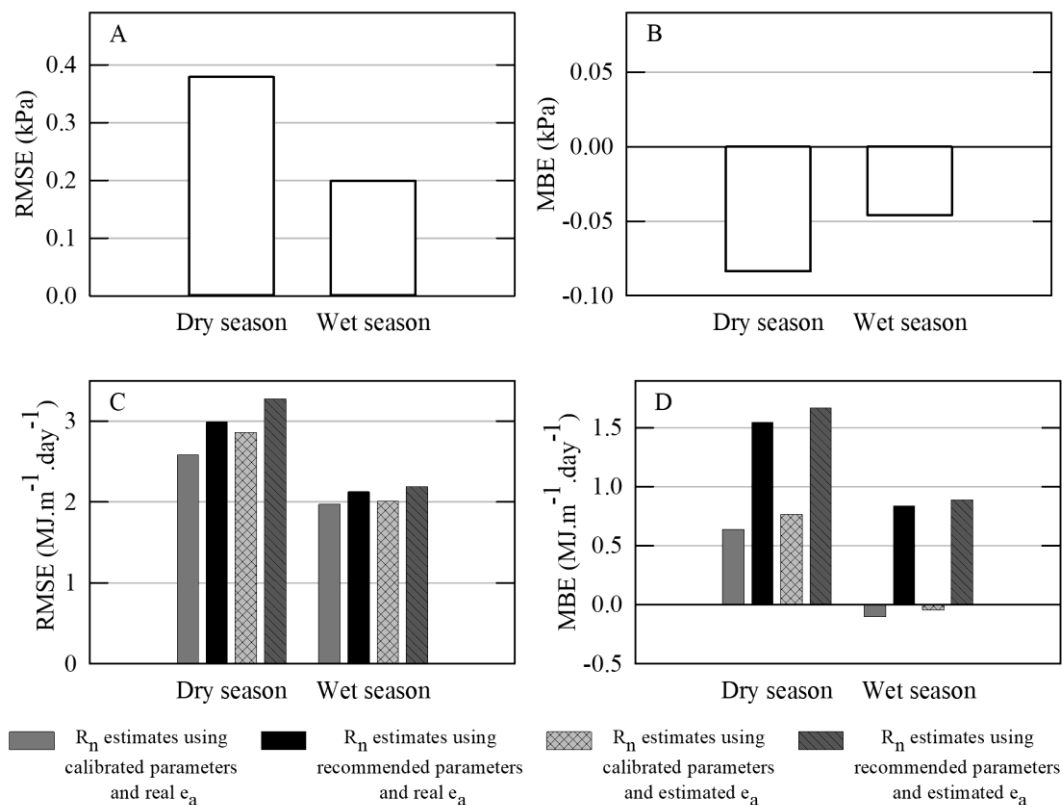 A
RMSE (kPa)
0.4
0.3
0.2
0.1
0.0
Dry season Wet season
B
MBE (kPa)
0.05
0.00
-0.05
-0.10
Dry season Wet season
C
RMSE (MJ.m-1.day-1)
3
2
1
0
Dry season Wet season
D
MBE (MJ.m-1.day-1)
1.5
1.0
0.5
0.0
-0.5
Dry season Wet season
Rn estimates using
calibrated parameters
and real ea
Rn estimates using
recommended parameters
and real ea
Rn estimates using
calibrated parameters
and estimated ea
Rn estimates using
recommended parameters
and estimated ea